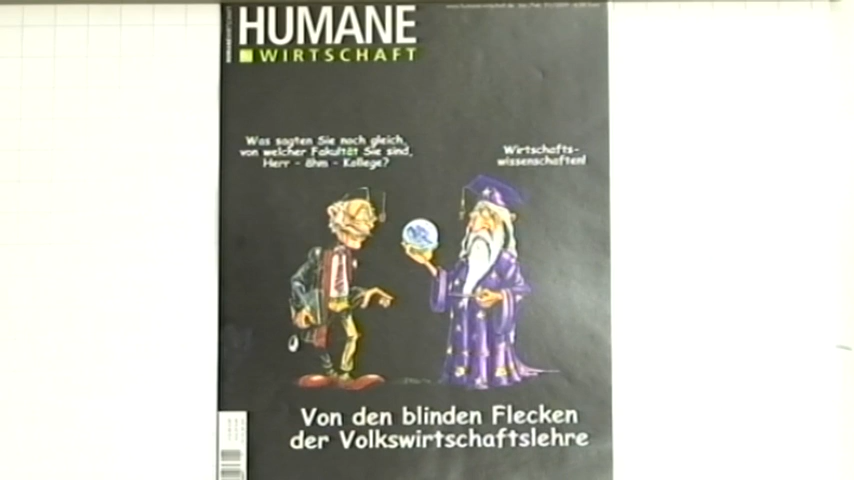 HUMANE
WIRTSCHAFT
Was sagten Sie noch gleich,
von welcher Fakultät Sie sind,
Herr - ähm - Kollege?
Wirtschafts-
wissenschaften!
Von den blinden Flecken
der Volkswirtschaftslehre